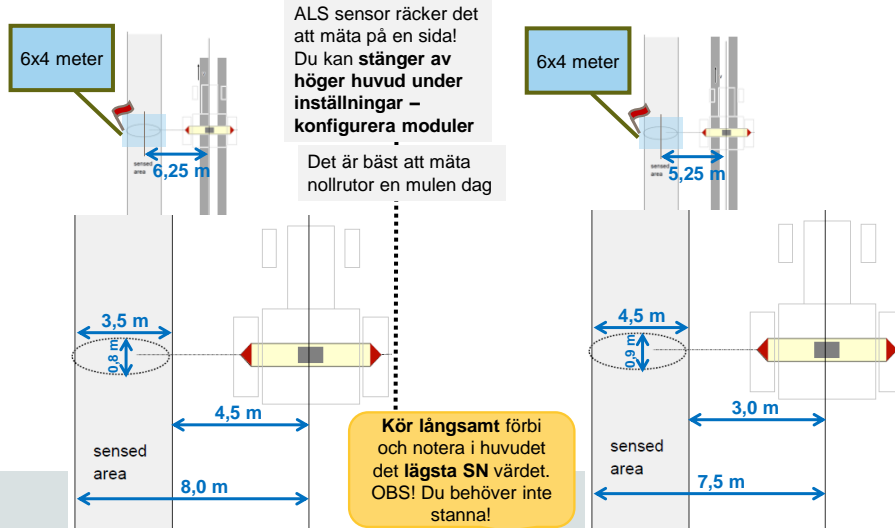 ALS sensor räcker det
att mäta på en sida!
Du kan stänger av
höger huvud under
inställningar –
konfigurera moduler
Det är bäst att mäta
nollrutor en mulen dag
6x4 meter
sensed
area
6,25 m
3,5 m
0,8 m
4,5 m
sensed
area
8,0 m
Kör långsamt förbi
och notera i huvudet
det lägsta SN värdet.
OBS! Du behöver inte
stanna!
6x4 meter
sensed
area
5,25 m
4,5 m
0,9 m
3,0 m
sensed
area
7,5 m